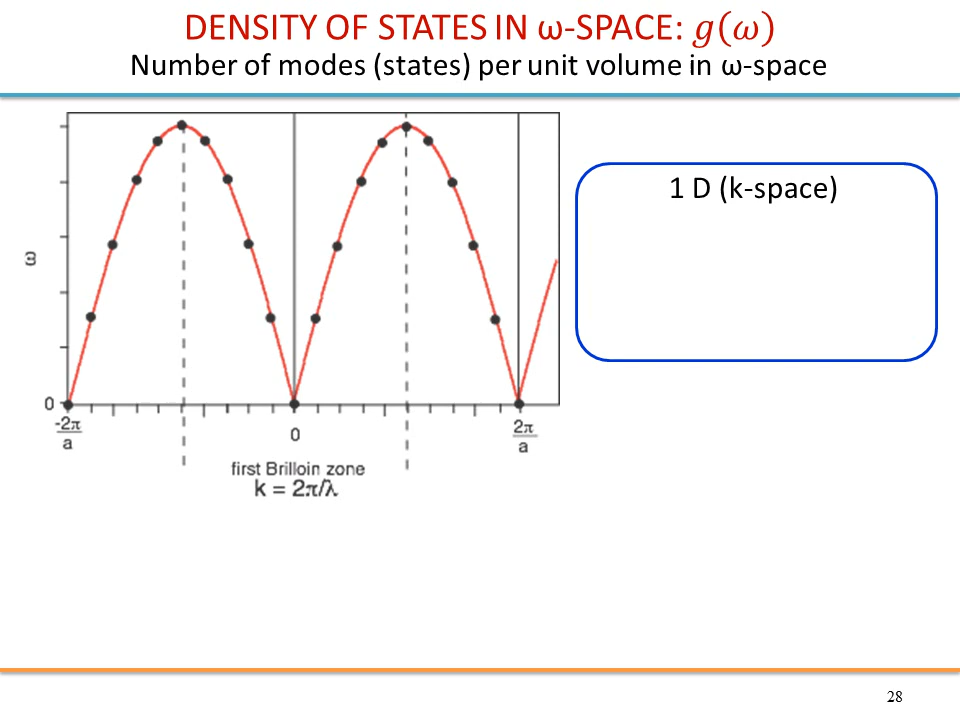 DENSITY OF STATES IN ω-SPACE: 𝑔(𝜔)
Number of modes (states) per unit volume in ω-space
1 D (k-space)
ω
0
-2π
a
0
2π
a
first Brilloin zone
k = 2π/λ
28